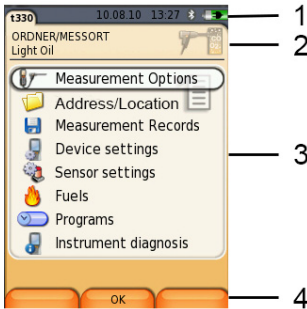 t330 10.08.10 13:27
ORDNER/MESSORT
Light Oil
Measurement Options
Address/Location
Measurement Records
Device settings
Sensor settings
Fuels
Programs
Instrument diagnosis
OK
1
2
3
4